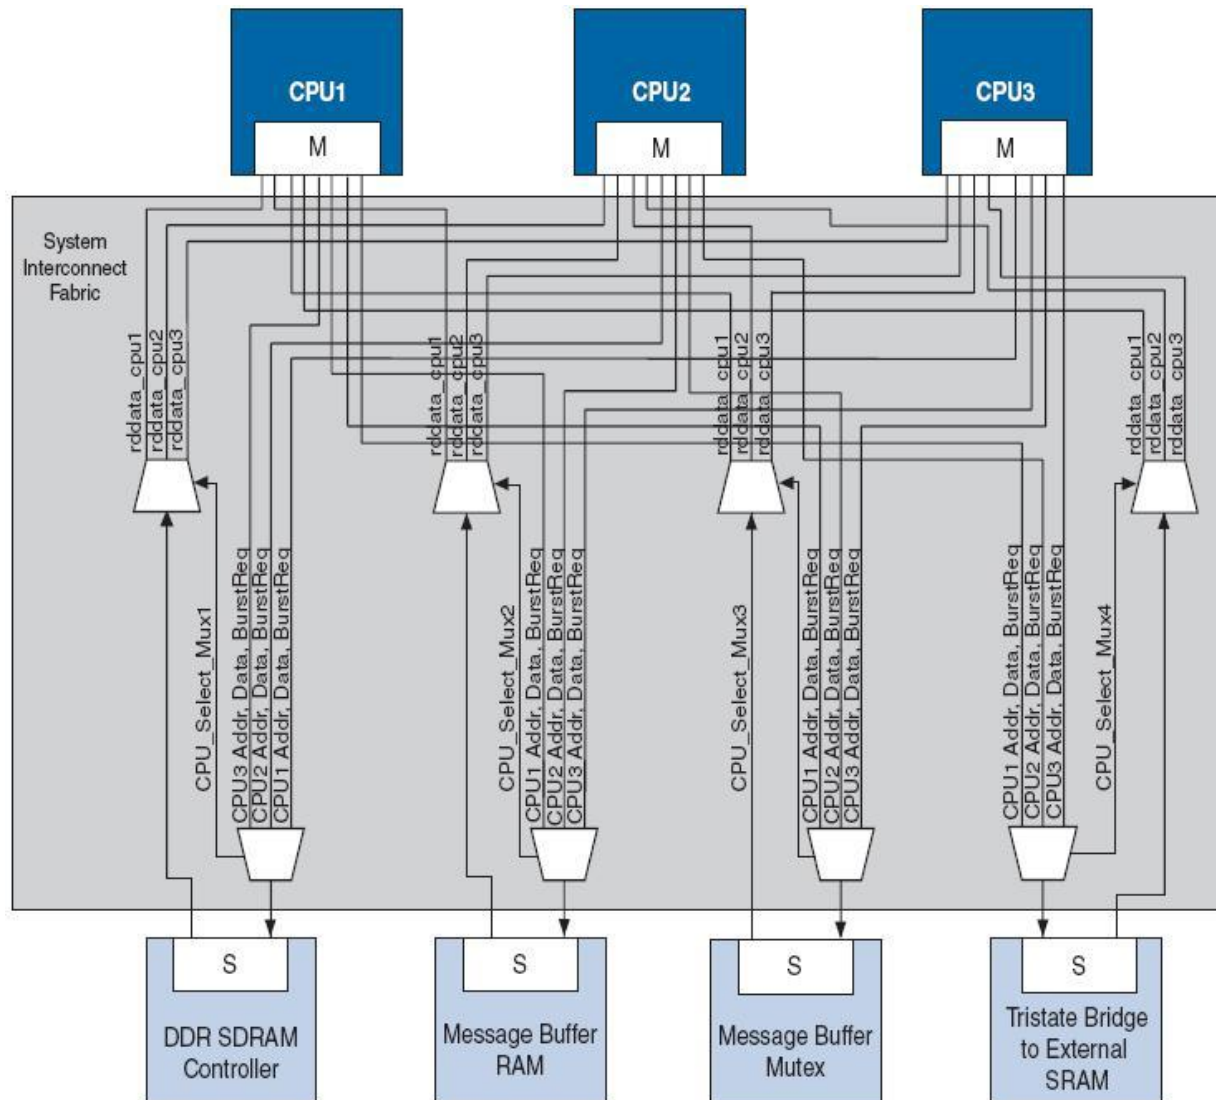 CPU1
CPU2
CPU3
M
M
M
System
Interconnect
Fabric
rddata_cpu1
rddata_cpu2
rddata_cpu3
rddata_cpu1
rddata_cpu2
rddata_cpu3
rddata_cpu1
rddata_cpu2
rddata_cpu3
rddata_cpu1
rddata_cpu2
rddata_cpu3
CPU_Select_Mux1
CPU3 Addr, Data, BurstReq
CPU2 Addr, Data, BurstReq
CPU1 Addr, Data, BurstReq
CPU_Select_Mux2
CPU1 Addr, Data, BurstReq
CPU2 Addr, Data, BurstReq
CPU3 Addr, Data, BurstReq
CPU_Select_Mux3
CPU1 Addr, Data, BurstReq
CPU2 Addr, Data, BurstReq
CPU3 Addr, Data, BurstReq
CPU1 Addr, Data, BurstReq
CPU2 Addr, Data, BurstReq
CPU3 Addr, Data, BurstReq
CPU_Select_Mux4
S
S
S
S
DDR SDRAM
Controller
Message Buffer
RAM
Message Buffer
Mutex
Tristate Bridge
to External
SRAM